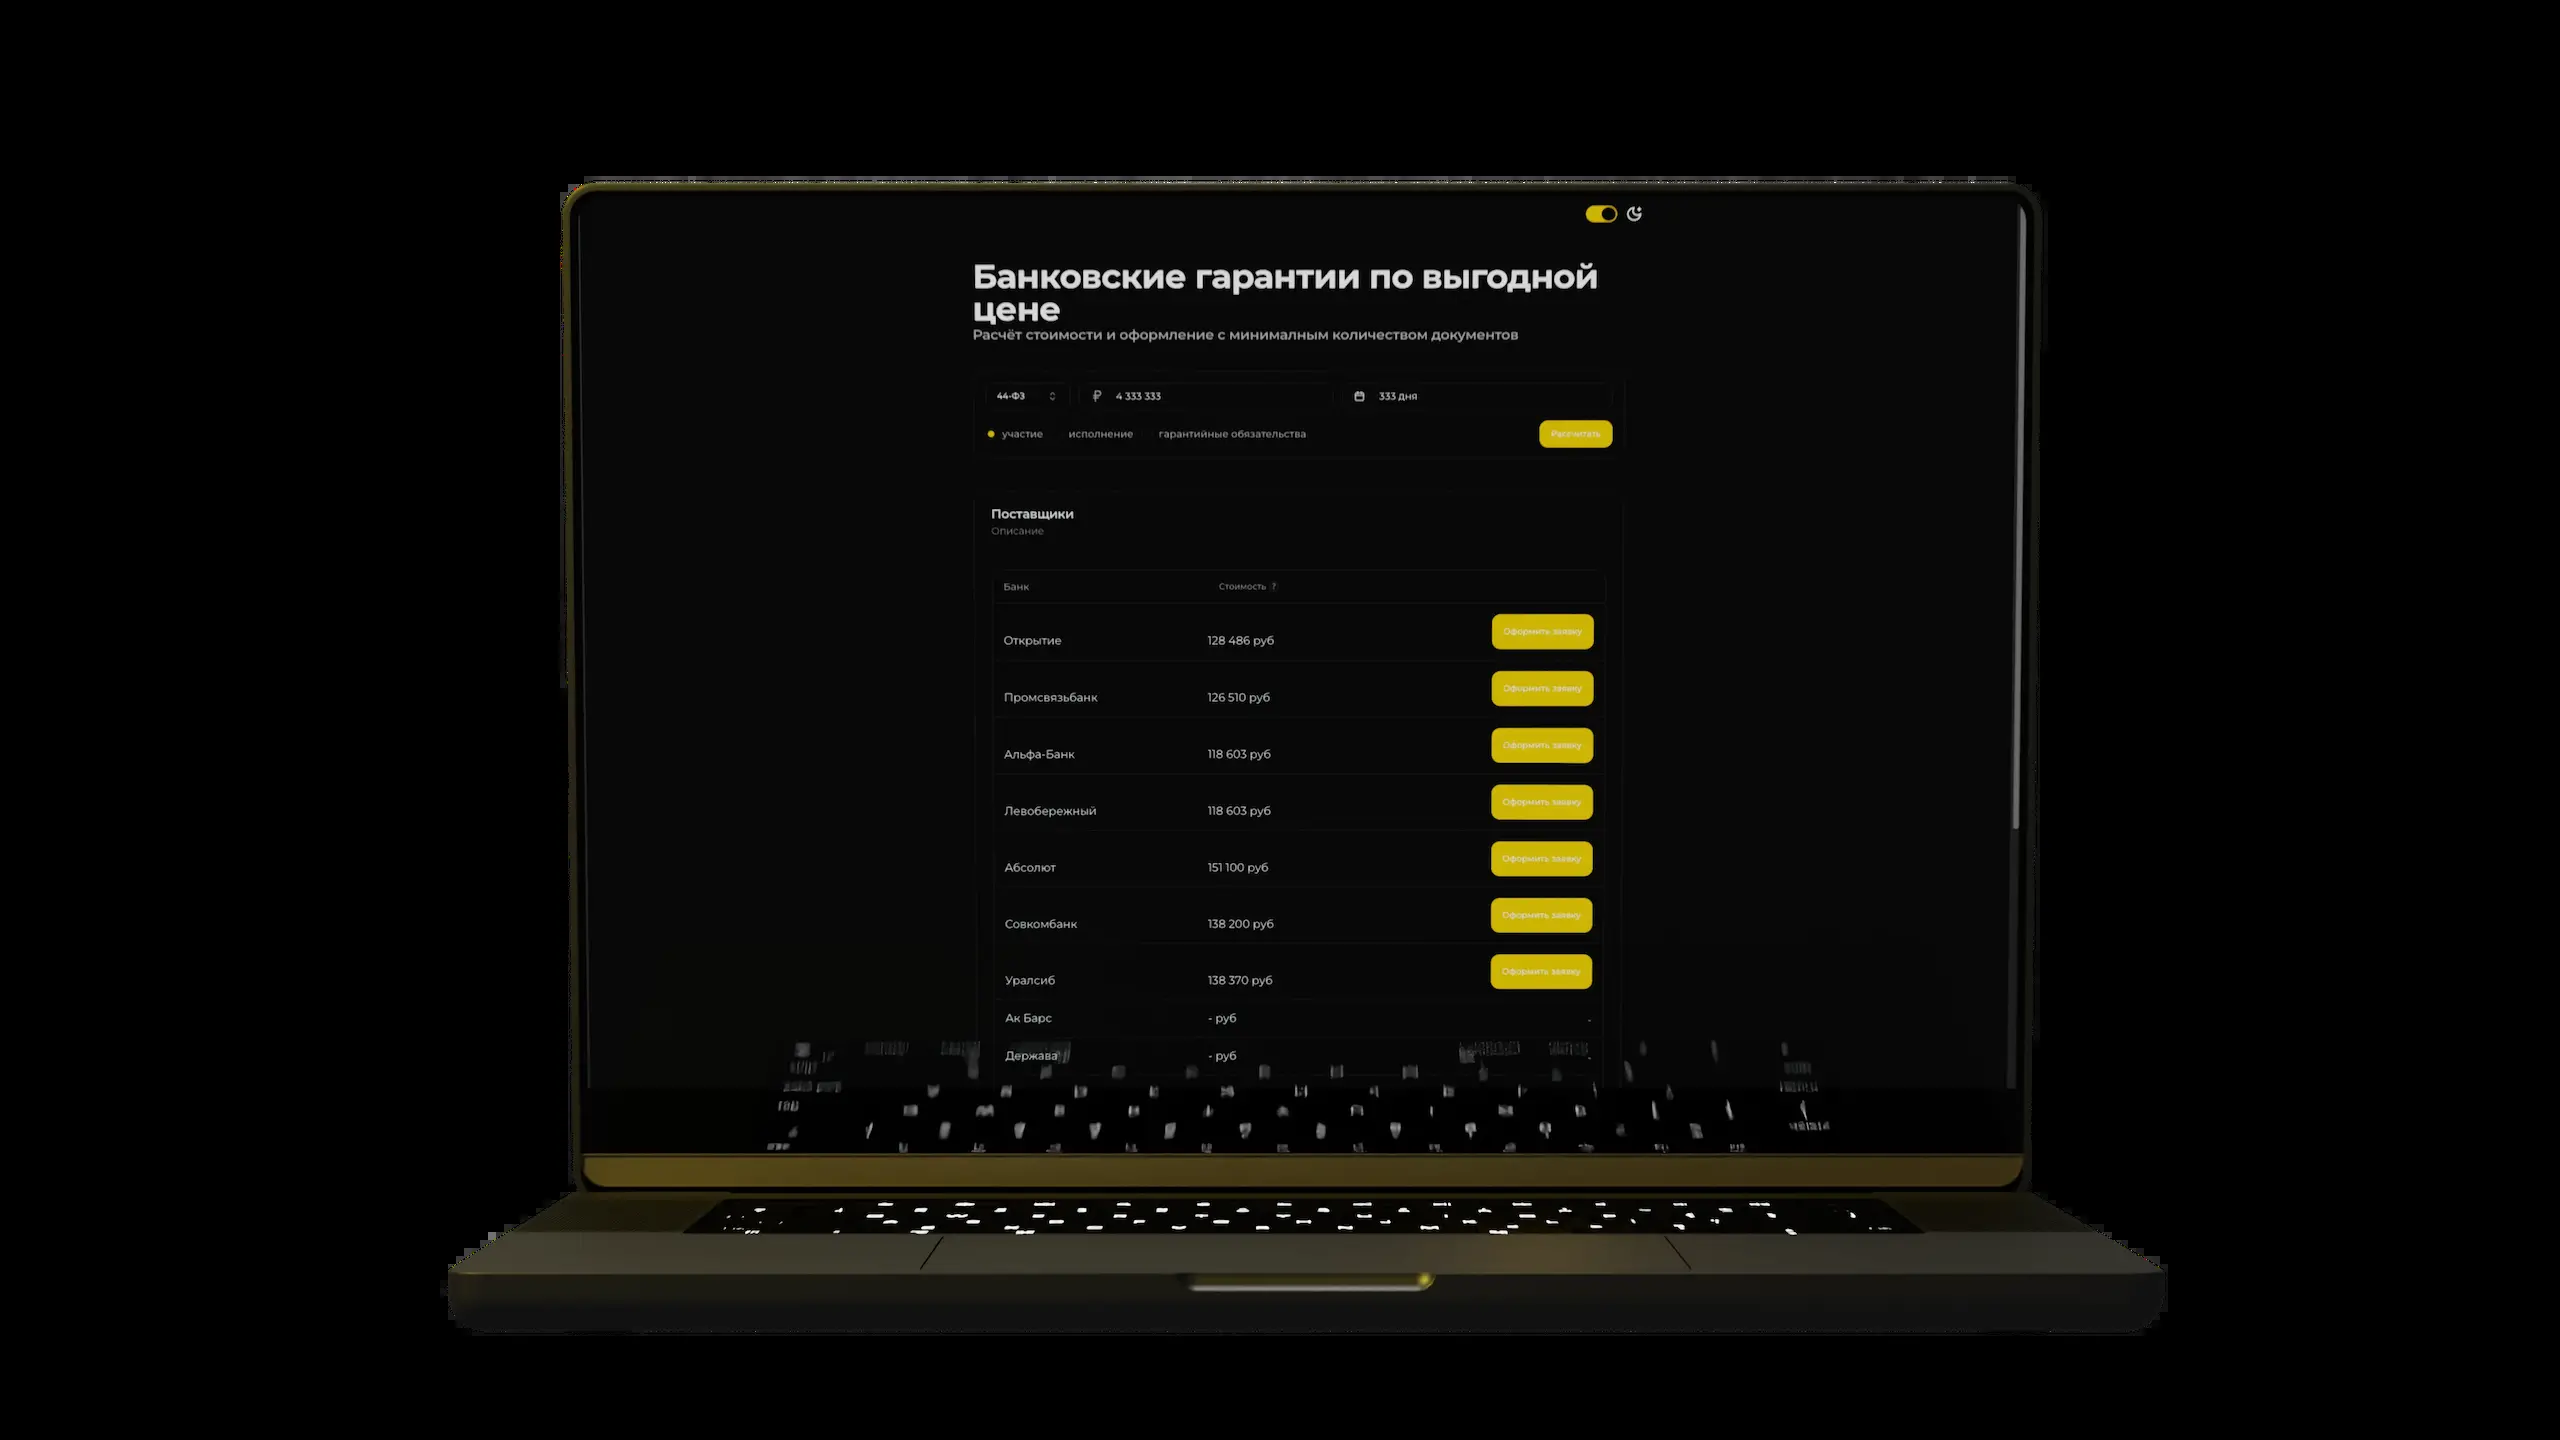 Банковские гарантии по выгодной
цене
Расчёт стоимости и оформление с минималным количеством документов
44-ФЗ ₽ 4 333 333 333 дня
участие исполнение гарантийные обязательства Рассчитать
Поставщики
Описание
Банк Стоимость ?
Открытие 128 486 руб Оформить заявку
Промсвязьбанк 126 510 руб Оформить заявку
Альфа-Банк 118 603 руб Оформить заявку
Левобережный 118 603 руб Оформить заявку
Абсолют 151 100 руб Оформить заявку
Совкомбанк 138 200 руб Оформить заявку
Уралсиб 138 370 руб Оформить заявку
Ак Барс - руб -
Держава - руб -